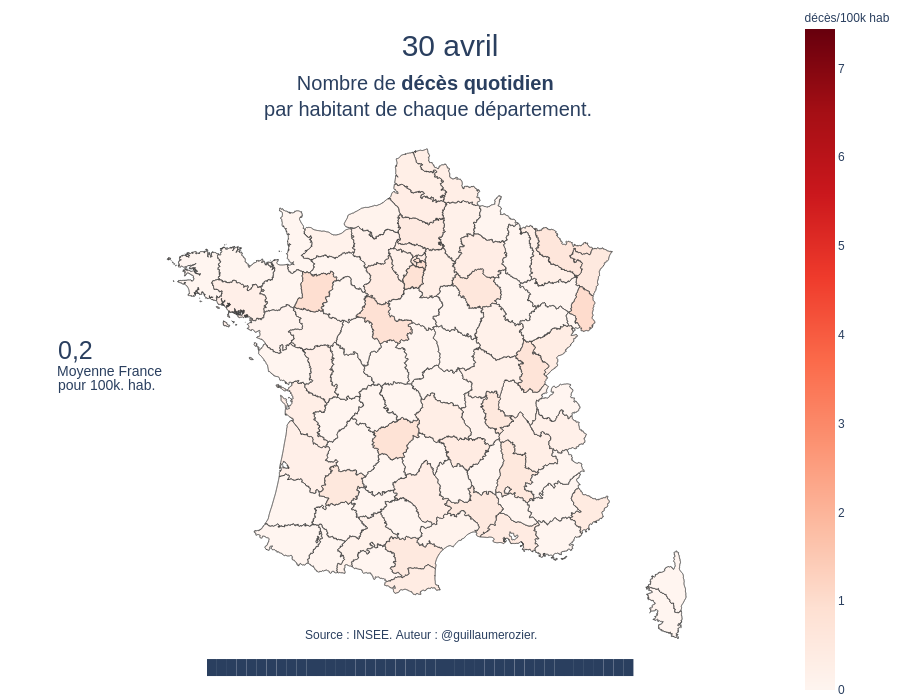 décès/100k hab
30 avril
Nombre de décès quotidien
par habitant de chaque département.
7
6
5
4
3
2
1
0
0,2
Moyenne France
pour 100k. hab.
Source : INSEE. Auteur : @guillaumerozier.